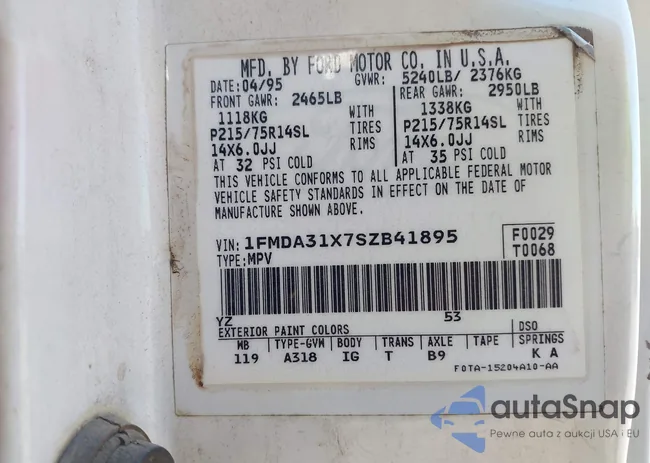 MFD. BY FORD MOTOR CO. IN U.S.A.
DATE: 04/95 GVWR: 5240LB/ 2376KG
FRONT GAWR: 2465LB REAR GAWR: 2950LB
1118KG WITH 1338KG WITH
P215/75R14SL TIRES P215/75R14SL TIRES
14X6.0JJ RIMS 14X6.0JJ RIMS
AT 32 PSI COLD AT 35 PSI COLD
THIS VEHICLE CONFORMS TO ALL APPLICABLE FEDERAL MOTOR
VEHICLE SAFETY STANDARDS IN EFFECT ON THE DATE OF
MANUFACTURE SHOWN ABOVE.
VIN: 1FMDA31X7SZB41895 F0029
TYPE: MPV T0068
YZ 53
EXTERIOR PAINT COLORS DSO
WB TYPE-GVM BODY TRANS AXLE TAPE SPRINGS
119 A318 IG T B9 K A
F0TA-15204A10-AA
autoSnap
Pewne auta z aukcji USA i EU